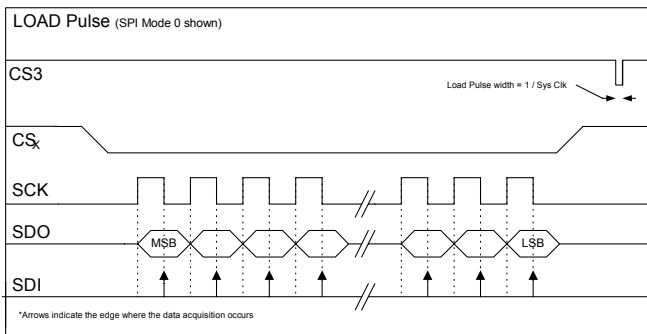 LOAD Pulse (SPI Mode 0 shown)
CS3
Load Pulse width = 1 / Sys Clk
CSX
SCK
SDO
MSB
LSB
SDI
*Arrows indicate the edge where the data acquisition occurs